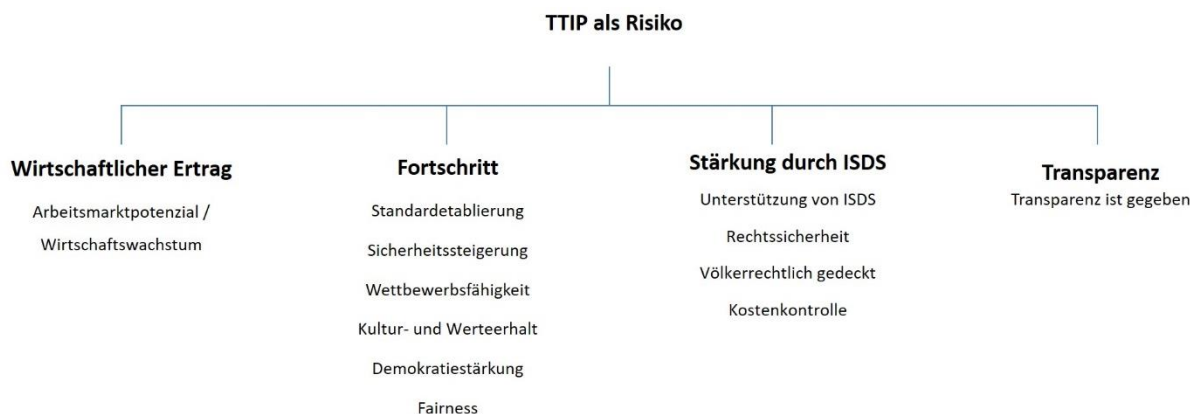 TTIP als Risiko
Wirtschaftlicher Ertrag
Arbeitsmarktpotenzial /
Wirtschaftswachstum
Fortschritt
Standardetablierung
Sicherheitssteigerung
Wettbewerbsfähigkeit
Kultur- und Werteerhalt
Demokratiestärkung
Fairness
Stärkung durch ISDS
Unterstützung von ISDS
Rechtssicherheit
Völkerrechtlich gedeckt
Kostenkontrolle
Transparenz
Transparenz ist gegeben